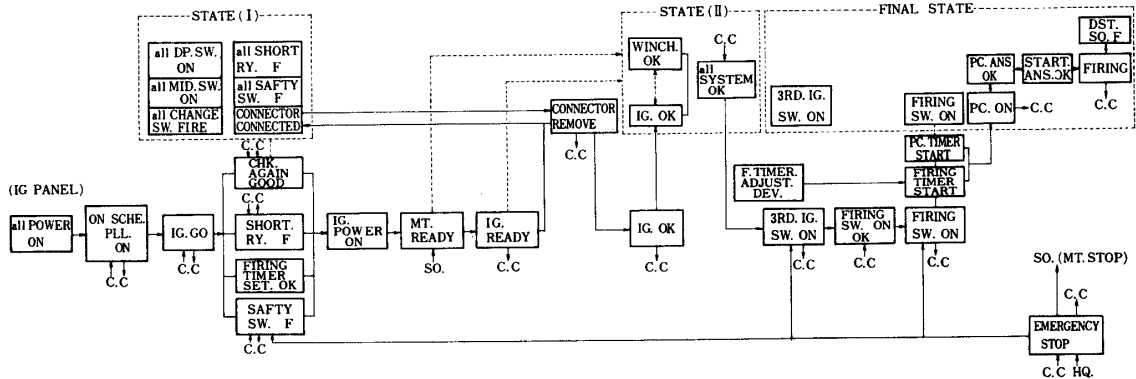 STATE(I)
all DP.SW.
ON
all MID.SW.
ON
all CHANGE
SW. FIRE
all SHORT
RY. F
all SAFTY
SW. F
CONNECTOR
CONNECTED
C.C
CHK.
AGAIN
GOOD
C.C
SHORT.
RY. F
FIRING
TIMER
SET. OK
SAFTY
SW. F
C.C
(IG PANEL)
all POWER
ON
ON SCHE.
PLL.
ON
C.C
IG. GO
C.C
IG.
POWER
ON
MT.
READY
SO.
IG.
READY
C.C
CONNECTOR
REMOVE
C.C
STATE(II)
WINCH.
OK
IG. OK
C.C
all
SYSTEM
OK
IG. OK
C.C
FINAL STATE
3RD. IG.
SW. ON
FIRING
SW. ON
PC. ANS
OK
START.
ANS. OK
DST.
SQ. F
FIRING
C.C
PC. ON
C.C
PC. TIMER
START
FIRING
TIMER
START
F. TIMER.
ADJUST.
DEV.
3RD. IG.
SW. ON
C.C
FIRING
SW. ON
OK
C.C
FIRING
SW. ON
C.C
SO. (MT. STOP)
C.C
EMERGENCY
STOP
C.C HQ.